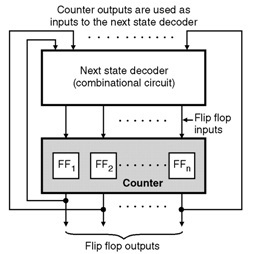 Counter outputs are used as
inputs to the next state decoder
Next state decoder
(combinational circuit)
Flip flop
inputs
FF1 FF2 FFn
Counter
Flip flop outputs